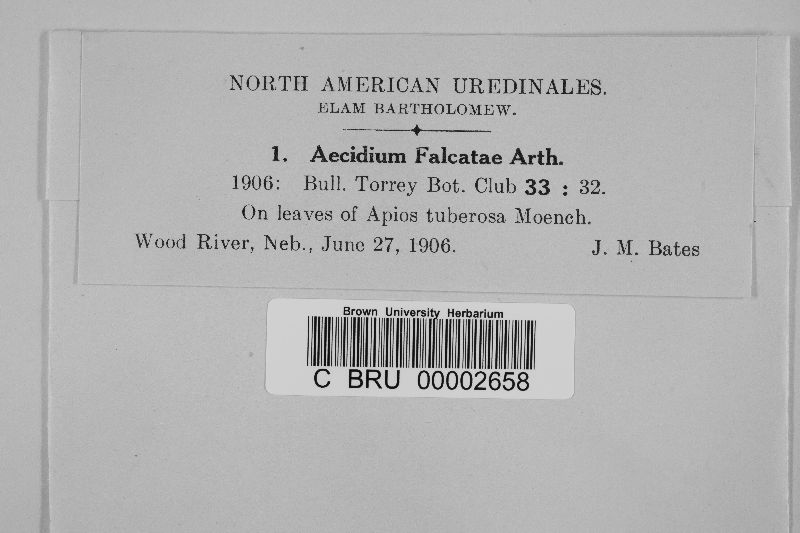 NORTH AMERICAN UREDINALES.
ELAM BARTHOLOMEW.
1. Aecidium Falcatae Arth.
1906: Bull. Torrey Bot. Club 33 : 32.
On leaves of Apios tuberosa Moench.
Wood River, Neb., June 27, 1906. J. M. Bates
Brown University Herbarium
C BRU 00002658